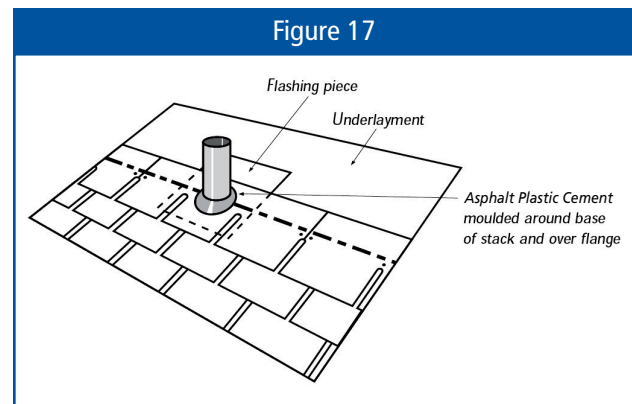 Figure 17
Flashing piece
Underlayment
Asphalt Plastic Cement
moulded around base
of stack and over flange